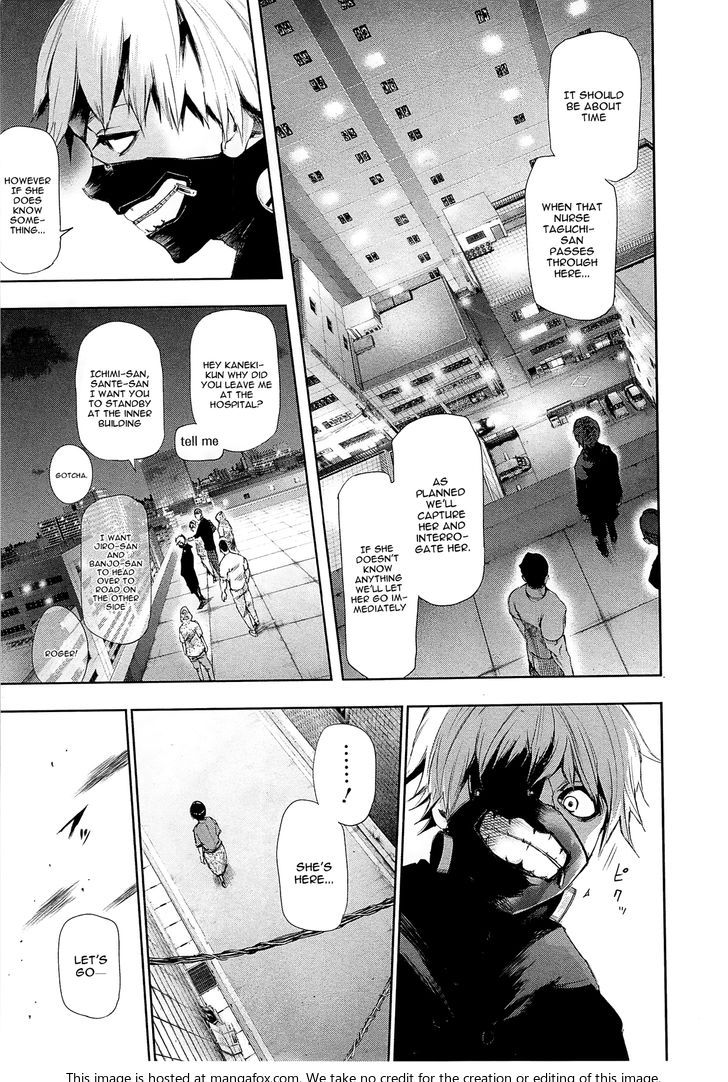 IT SHOULD
BE ABOUT
TIME
WHEN THAT
NURSE
TAGUCHI-
SAN
PASSES
THROUGH
HERE...
AS
PLANNED
WE'LL
CAPTURE
HER AND
INTERRO-
GATE HER.
IF SHE
DOESN'T
KNOW
ANYTHING
WE'LL LET
HER GO IM-
MEDIATELY
HOWEVER
IF SHE
DOES
KNOW
SOME-
THING...
HEY KANEKI-
KUN WHY DID
YOU LEAVE ME
AT THE
HOSPITAL?
tell me
ICHIMI-SAN,
SANTE-SAN
I WANT YOU
TO STANDBY
AT THE INNER
BUILDING
GOTCHA.
I WANT
JIRO-SAN
AND
BANJO-SAN
TO HEAD
OVER TO
ROAD ON
THE OTHER
SIDE
ROGER!
ピクッ
......!
SHE'S
HERE...
LET'S
GO—
This image is hosted at mangafox.com. We take no credit for the creation or editing of this image.